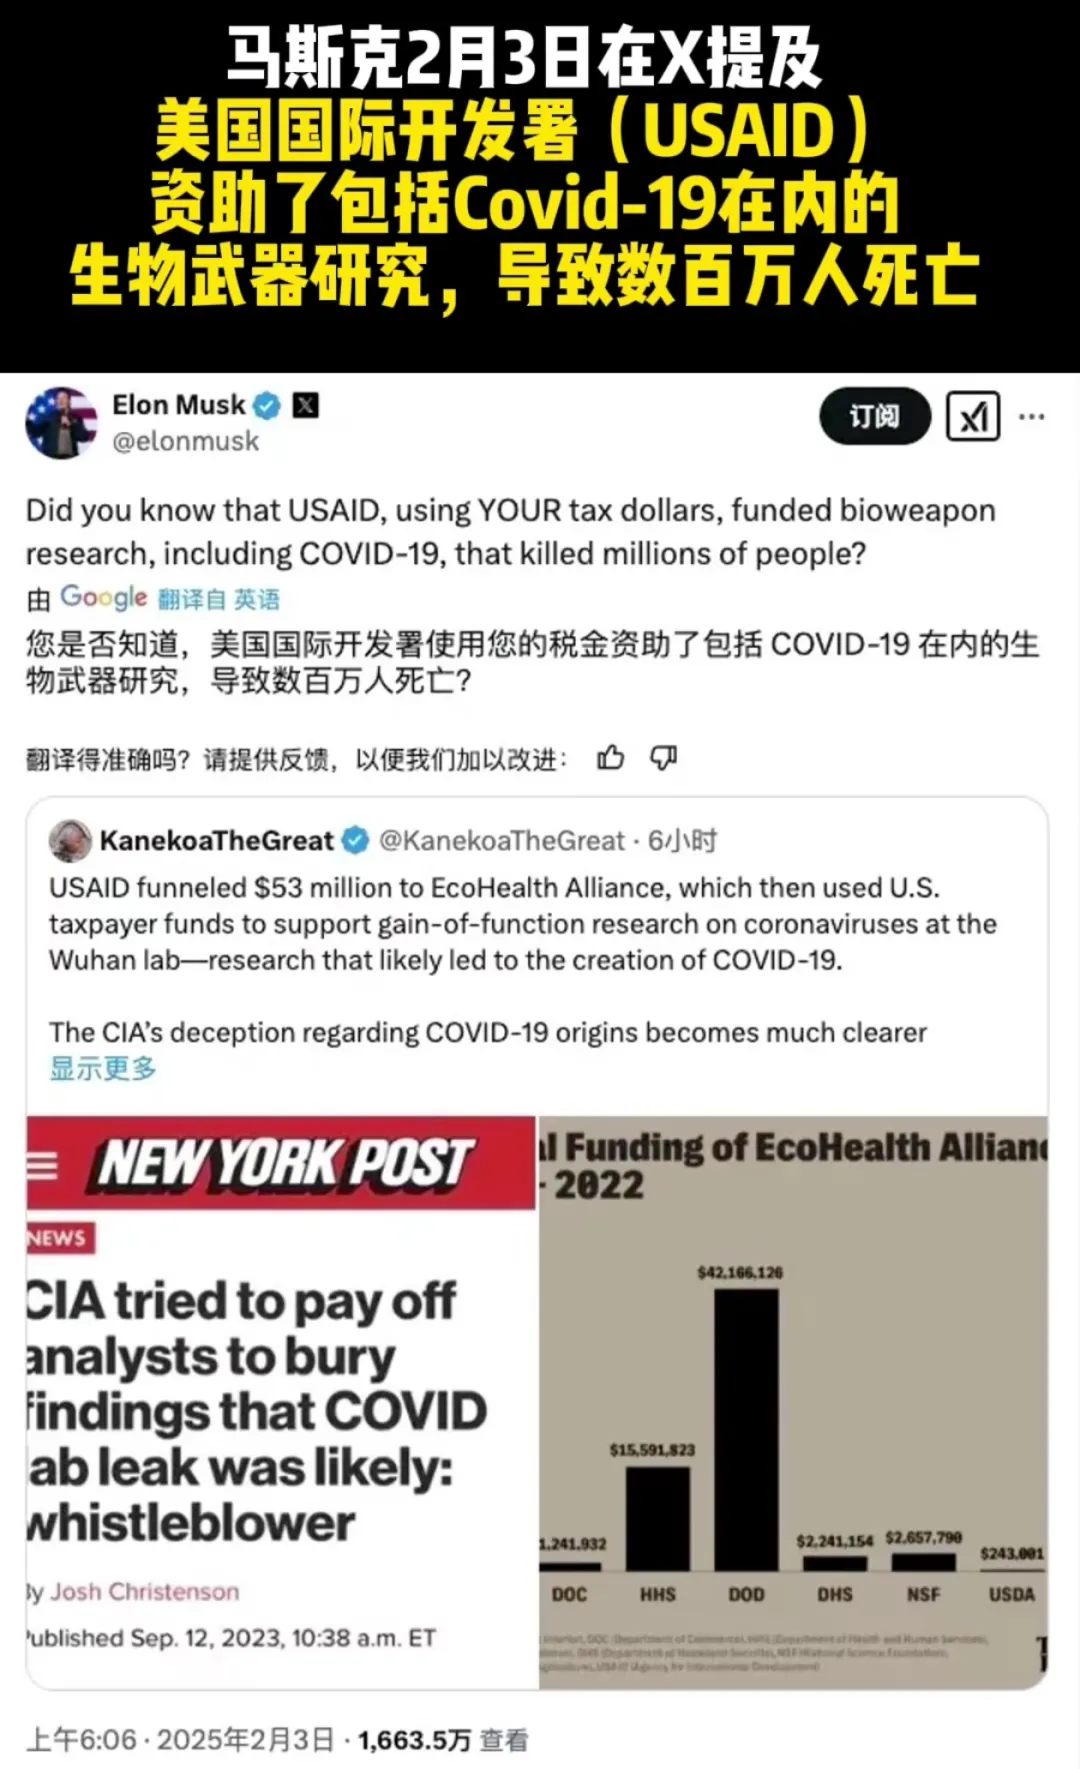 马斯克2月3日在X提及
美国国际开发署（USAID）
资助了包括Covid-19在内的
生物武器研究，导致数百万人死亡
Elon Musk
@elonmusk
订阅
Did you know that USAID, using YOUR tax dollars, funded bioweapon
research, including COVID-19, that killed millions of people?
由 Google 翻译自 英语
您是否知道，美国国际开发署使用您的税金资助了包括 COVID-19 在内的生
物武器研究，导致数百万人死亡？
翻译得准确吗？请提供反馈，以便我们加以改进：
KanekoaTheGreat @KanekoaTheGreat · 6小时
USAID funneled $53 million to EcoHealth Alliance, which then used U.S.
taxpayer funds to support gain-of-function research on coronaviruses at the
Wuhan lab—research that likely led to the creation of COVID-19.
The CIA's deception regarding COVID-19 origins becomes much clearer
显示更多
NEW YORK POST
NEWS
CIA tried to pay off
analysts to bury
findings that COVID
lab leak was likely:
whistleblower
By Josh Christenson
Published Sep. 12, 2023, 10:38 a.m. ET
l Funding of EcoHealth Allianc
- 2022
$42,166,126
$15,591,823
1,241,932
$2,241,154
$2,657,790
$243,001
DOC
HHS
DOD
DHS
NSF
USDA
上午6:06 · 2025年2月3日 · 1,663.5万 查看